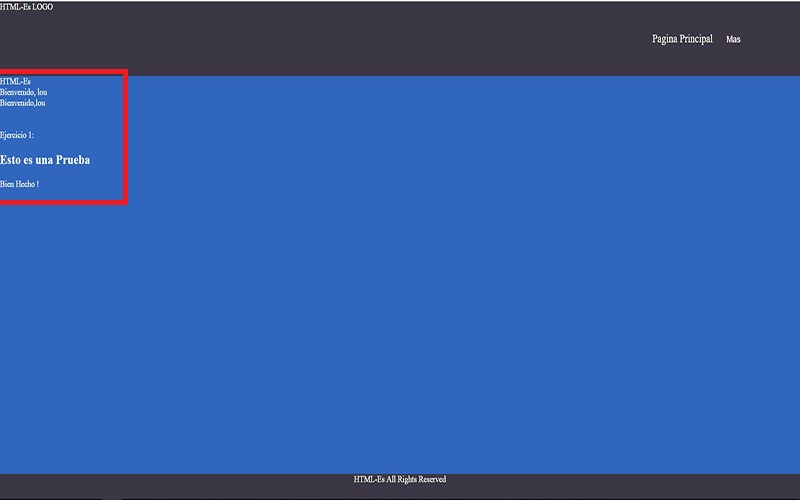 HTML-Es LOGO
Pagina Principal Mas
HTML-Es
Bienvenido, lou
Bienvenido,lou
Ejercicio 1:
Esto es una Prueba
Bien Hecho !
HTML-Es All Rights Reserved